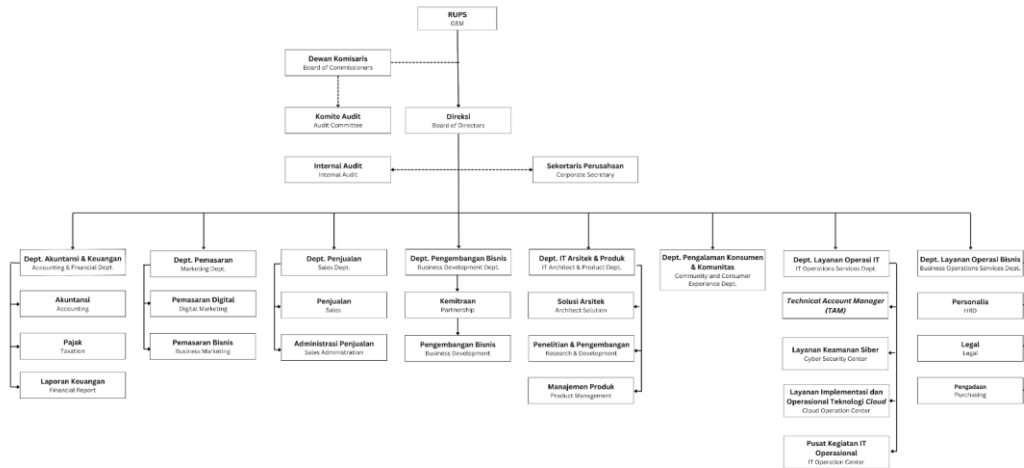 RUPS
GSM
Dewan Komisaris
Board of Commissioners
Komite Audit
Audit Committee
Direksi
Board of Directors
Internal Audit
Internal Audit
Sekertaris Perusahaan
Corporate Secretary
Dept. Akuntansi & Keuangan
Accounting & Financial Dept.
Akuntansi
Accounting
Pajak
Taxation
Laporan Keuangan
Financial Report
Dept. Pemasaran
Marketing Dept.
Pemasaran Digital
Digital Marketing
Pemasaran Bisnis
Business Marketing
Dept. Penjualan
Sales Dept.
Penjualan
Sales
Administrasi Penjualan
Sales Administration
Dept. Pengembangan Bisnis
Business Development Dept.
Kemitraan
Partnership
Pengembangan Bisnis
Business Development
Dept. IT Arsitek & Produk
IT Architect & Product Dept.
Solusi Arsitek
Architect Solution
Penelitian & Pengembangan
Research & Development
Manajemen Produk
Product Management
Dept. Pengalaman Konsumen
& Komunitas
Community and Consumer
Experience Dept.
Dept. Layanan Operasi IT
IT Operations Services Dept.
Technical Account Manager
(TAM)
Layanan Keamanan Siber
Cyber Security Center
Layanan Implementasi dan
Operasional Teknologi Cloud
Cloud Operation Center
Pusat Kegiatan IT
Operasional
IT Operation Center
Dept. Layanan Operasi Bisnis
Business Operations Services Dept.
Personalia
HRD
Legal
Legal
Pengadaan
Purchasing